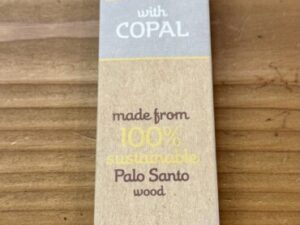 with
COPAL
made from
100%
sustainable
Palo Santo
wood